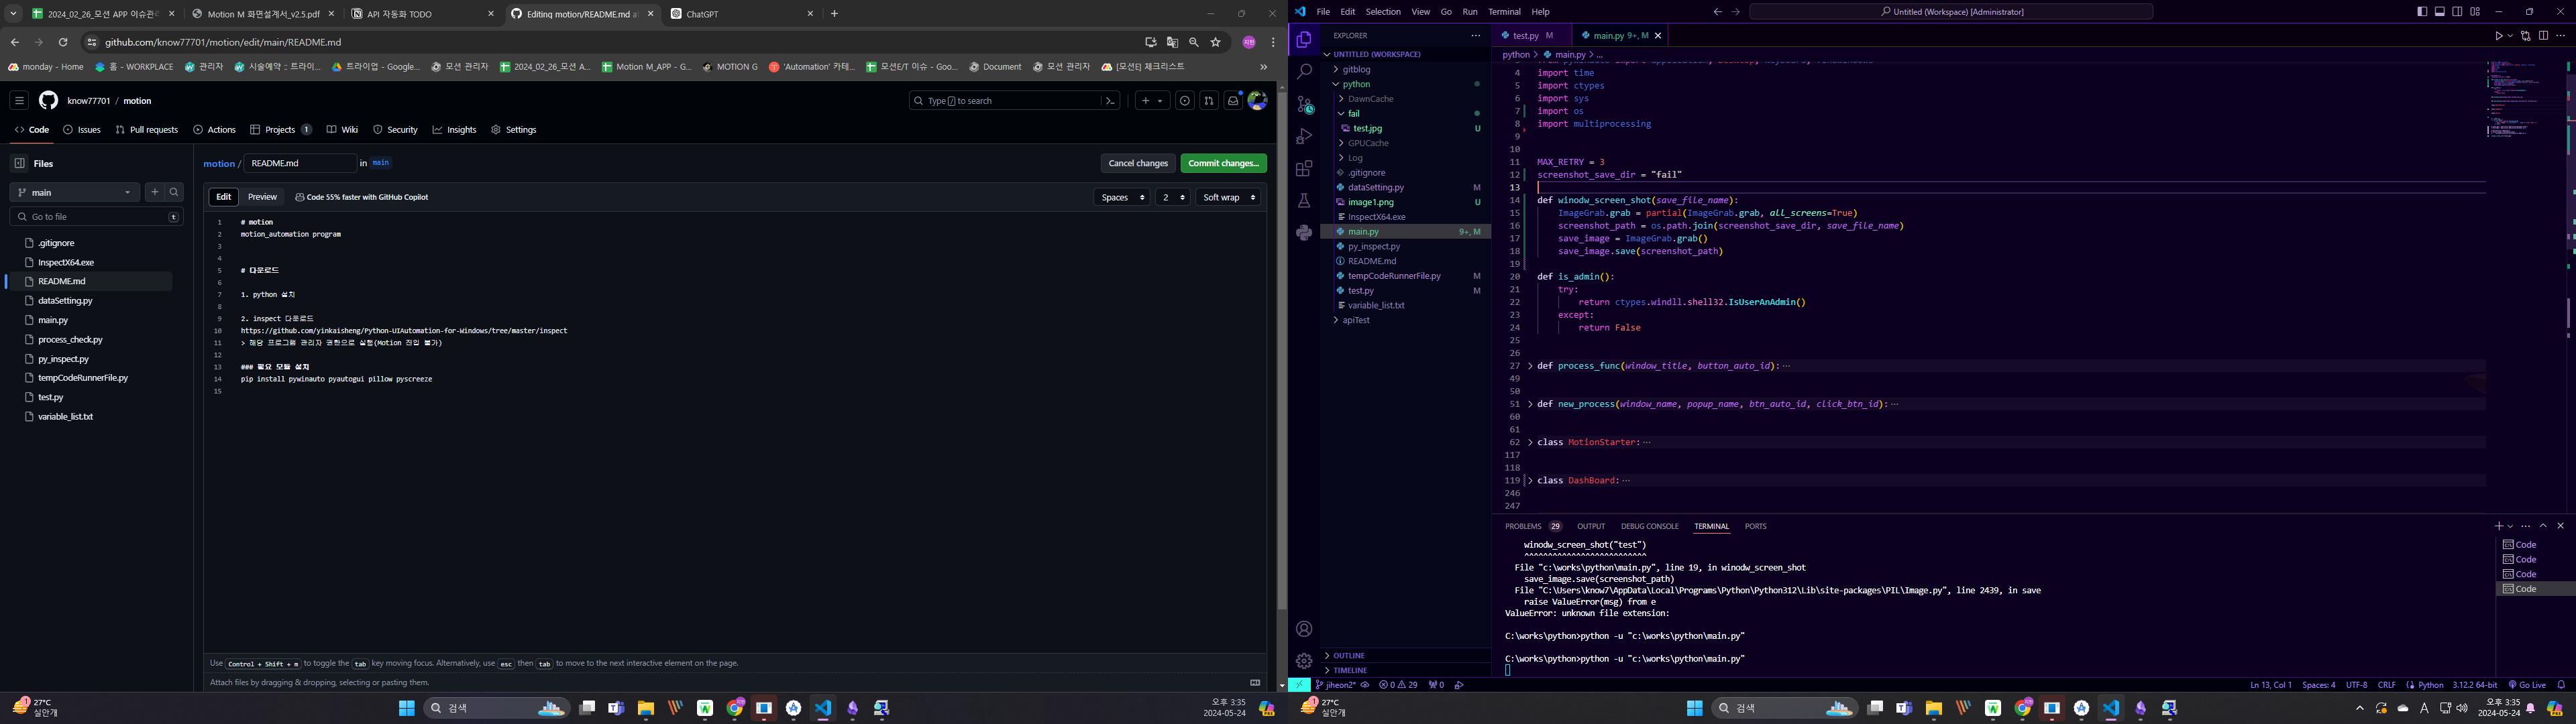 2024_02_26_모션 APP 이슈관리
Motion M 화면설계서_v2.5.pdf
API 자동화 TODO
Editing motion/README.md at
ChatGPT
github.com/know77701/motion/edit/main/README.md
monday - Home
홈 - WORKPLACE
관리자
시술예약 :: 트라이...
트라이업 - Google...
모션 관리자
2024_02_26_모션 A...
Motion M_APP - G...
MOTION G
'Automation' 카테...
모션E/T 이슈 - Goo...
Document
모션 관리자
[모션E] 체크리스트
know77701 / motion
Type / to search
Code
Issues
Pull requests
Actions
Projects 1
Wiki
Security
Insights
Settings
Files
main
Go to file
t
.gitignore
InspectX64.exe
README.md
dataSetting.py
main.py
process_check.py
py_inspect.py
tempCodeRunnerFile.py
test.py
variable_list.txt
motion / README.md in main
Cancel changes
Commit changes...
Edit
Preview
Code 55% faster with GitHub Copilot
Spaces
2
Soft wrap
1 # motion
2 motion_automation program
3
4
5 # 다운로드
6
7 1. python 설치
8
9 2. inspect 다운로드
10 https://github.com/yinkaisheng/Python-UIAutomation-for-Windows/tree/master/inspect
11 > 해당 프로그램 관리자 권한으로 실행(Motion 진입 불가)
12
13 ### 필요 모듈 설치
14 pip install pywinauto pyautogui pillow pyscreeze
15
Use Control + Shift + m to toggle the tab key moving focus. Alternatively, use esc then tab to move to the next interactive element on the page.
Attach files by dragging & dropping, selecting or pasting them.
27°C
실안개
검색
오후 3:35
2024-05-24
File Edit Selection View Go Run Terminal Help
Untitled (Workspace) [Administrator]
EXPLORER
UNTITLED (WORKSPACE)
gitblog
python
DawnCache
fail
test.jpg U
GPUCache
Log
.gitignore
dataSetting.py M
image1.png U
InspectX64.exe
main.py 9+, M
py_inspect.py
README.md
tempCodeRunnerFile.py M
test.py M
variable_list.txt
apiTest
OUTLINE
TIMELINE
test.py M
main.py 9+, M
python > main.py > ...
4 import time
5 import ctypes
6 import sys
7 import os
8 import multiprocessing
9
10
11 MAX_RETRY = 3
12 screenshot_save_dir = "fail"
13
14 def winodw_screen_shot(save_file_name):
15 ImageGrab.grab = partial(ImageGrab.grab, all_screens=True)
16 screenshot_path = os.path.join(screenshot_save_dir, save_file_name)
17 save_image = ImageGrab.grab()
18 save_image.save(screenshot_path)
19
20 def is_admin():
21 try:
22 return ctypes.windll.shell32.IsUserAnAdmin()
23 except:
24 return False
25
26
27 def process_func(window_title, button_auto_id):···
49
50
51 def new_process(window_name, popup_name, btn_auto_id, click_btn_id):···
60
61
62 class MotionStarter:···
117
118
119 class DashBoard:···
246
247
PROBLEMS 29
OUTPUT
DEBUG CONSOLE
TERMINAL
PORTS
winodw_screen_shot("test")
^^^^^^^^^^^^^^^^^^^^^^^^^^
File "c:\works\python\main.py", line 19, in winodw_screen_shot
save_image.save(screenshot_path)
File "C:\Users\know7\AppData\Local\Programs\Python\Python312\Lib\site-packages\PIL\Image.py", line 2439, in save
raise ValueError(msg) from e
ValueError: unknown file extension:
C:\works\python>python -u "c:\works\python\main.py"
C:\works\python>python -u "c:\works\python\main.py"
Code
Code
Code
Code
jiheon2*
0 29
0
Ln 13, Col 1
Spaces: 4
UTF-8
CRLF
Python
3.12.2 64-bit
Go Live
27°C
실안개
검색
A
오후 3:35
2024-05-24